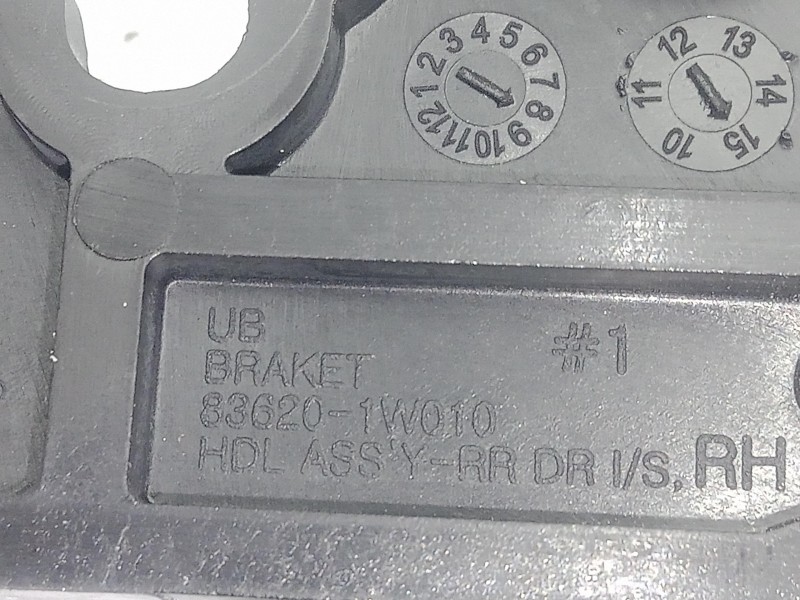 1 2 3 4 5 6 7 8 9 10 11 12
10 11 12 13 14 15
UB
#1
BRAKET
83620-1W010
HDL ASS'Y-RR DR I/S, RH